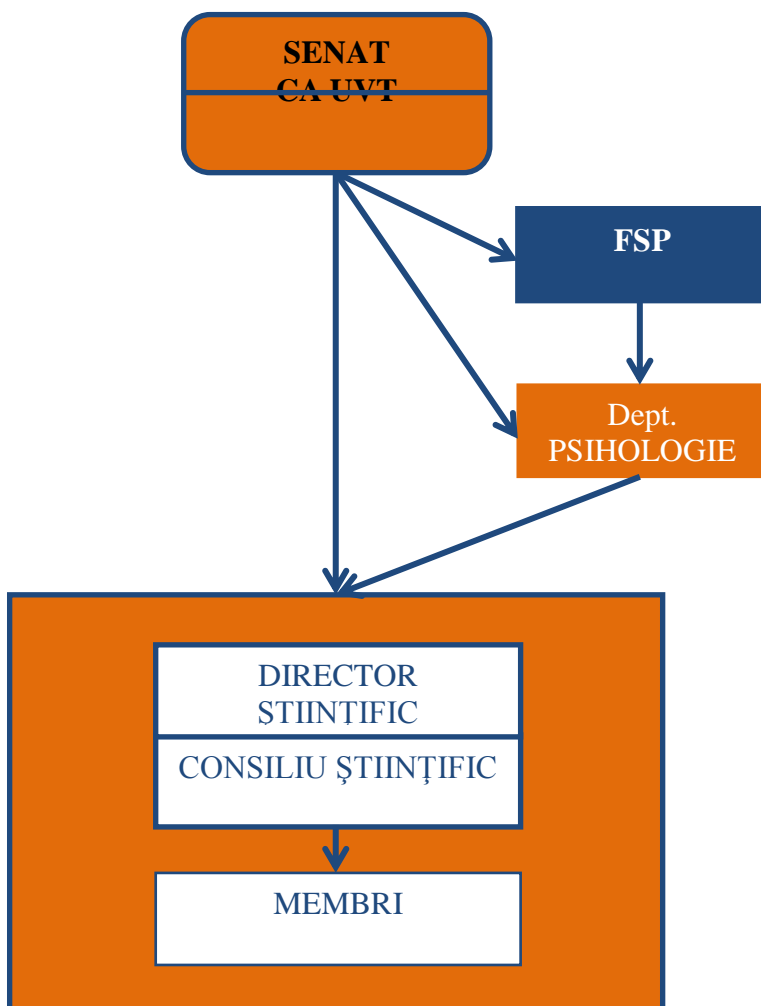 SENAT
CA UVT
FSP
Dept.
PSIHOLOGIE
DIRECTOR
ŞTIINŢIFIC
CONSILIU ŞTIINŢIFIC
MEMBRI